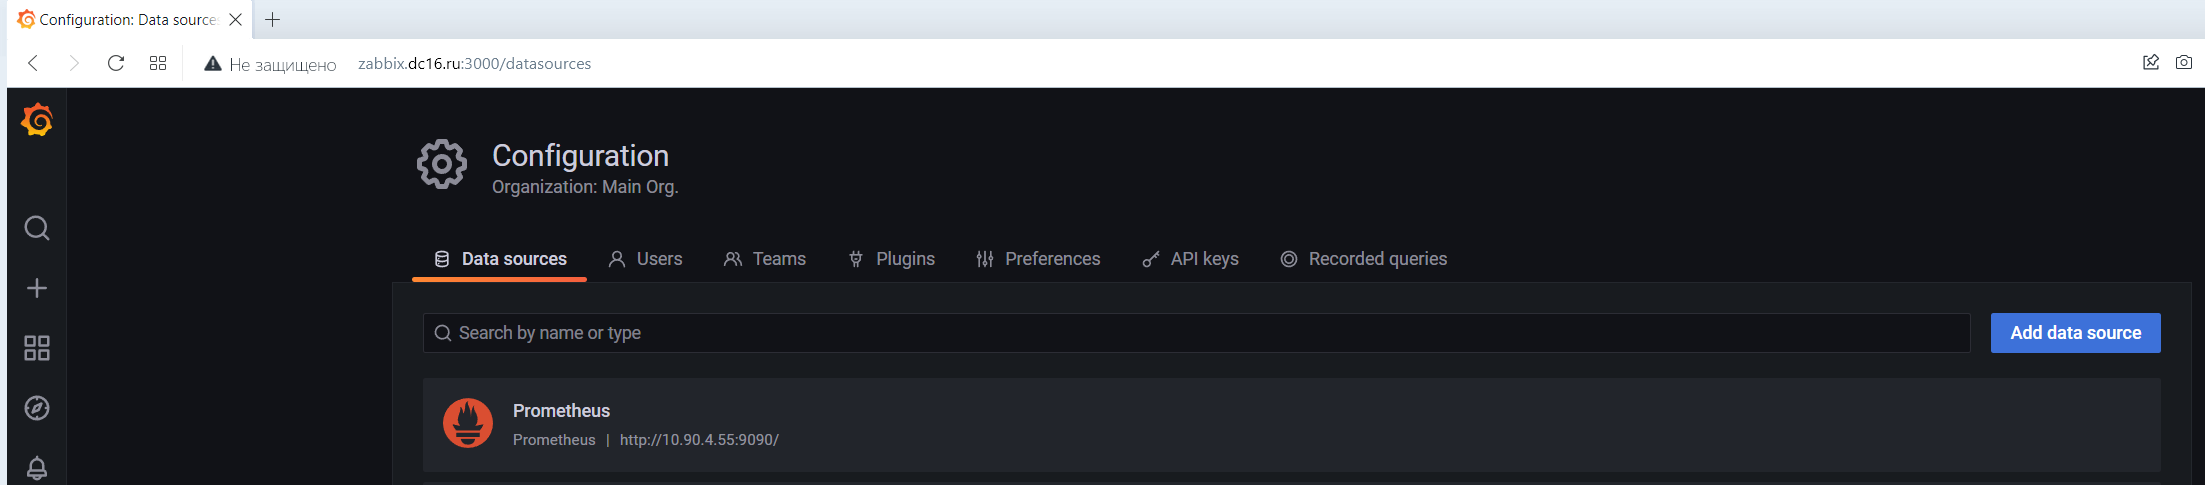 Configuration: Data source
Не защищено zabbix.dc16.ru:3000/datasources
Configuration
Organization: Main Org.
Data sources Users Teams Plugins Preferences API keys Recorded queries
Search by name or type Add data source
Prometheus
Prometheus | http://10.90.4.55:9090/